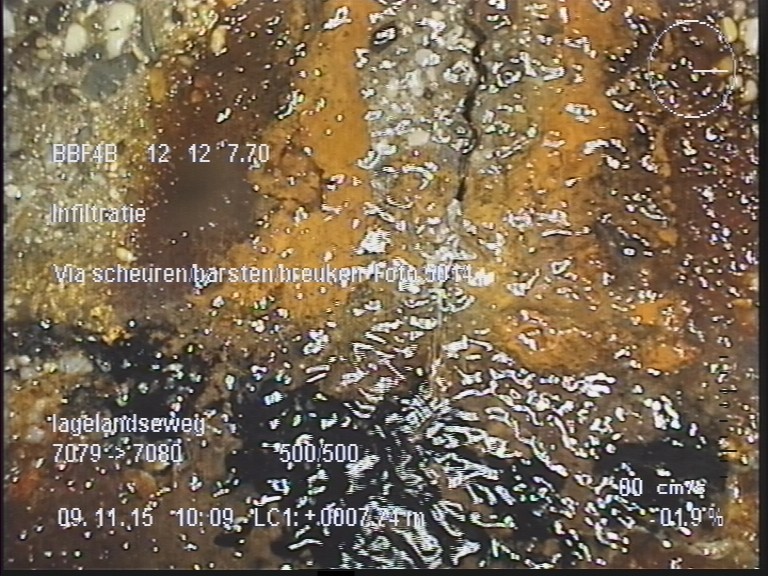 BBF4B 12 12 7.70
Infiltratie
Via scheuren/barsten/breuken Foto 5014
lagelandseweg
7079 -> 7080 500/500
00 cm/s
09.11.15 10:09 LC1: +0007.74 m -01.9 %